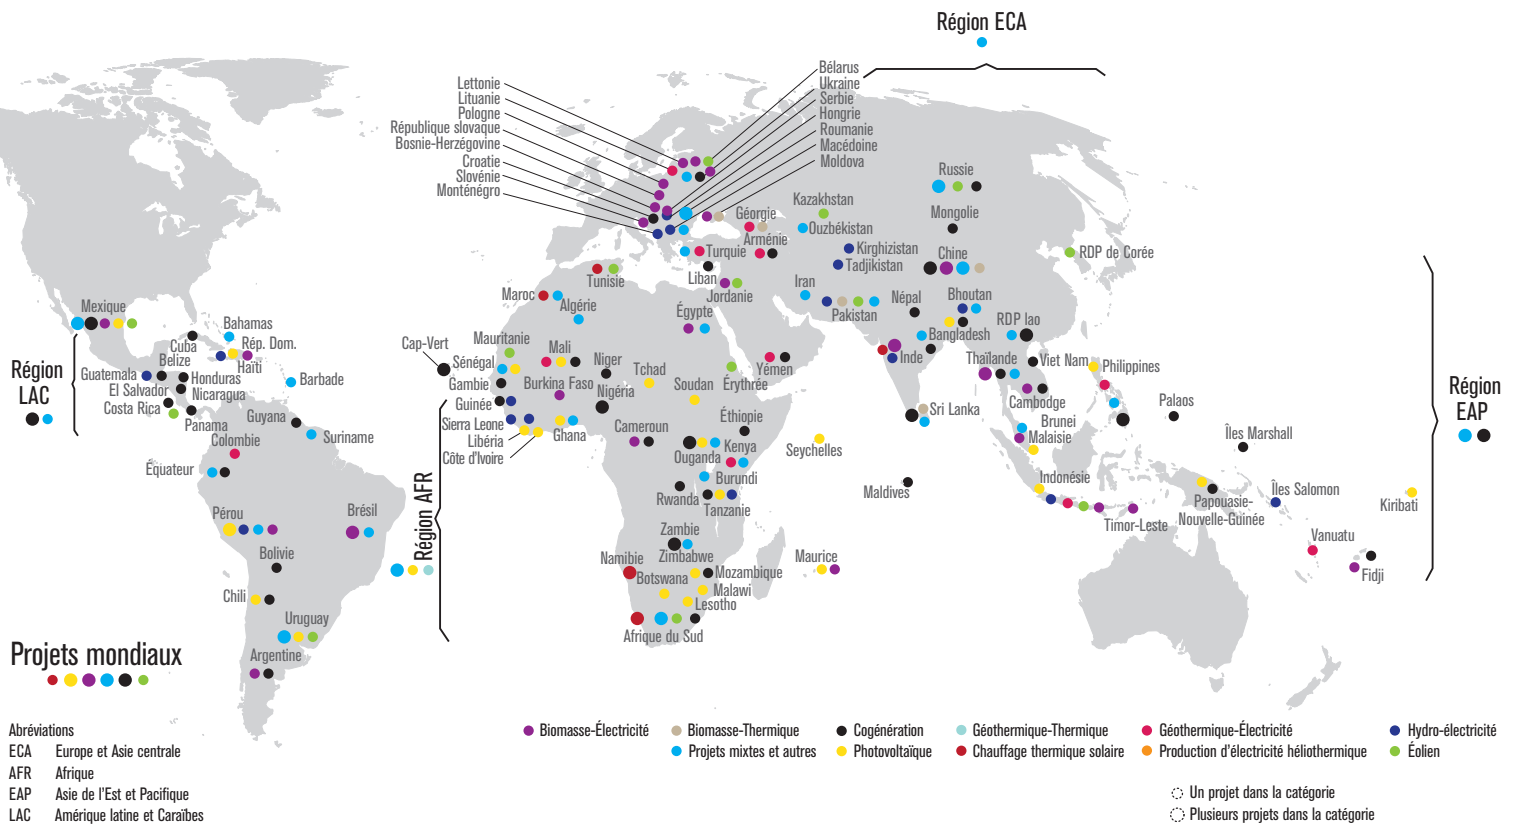 Région ECA
Lettonie
Lituanie
Pologne
République slovaque
Bosnie-Herzégovine
Croatie
Slovénie
Monténégro
Bélarus
Ukraine
Serbie
Hongrie
Roumanie
Macédoine
Moldova
Russie
Mongolie
Kazakhstan
Ouzbékistan
Géorgie
Arménie
Turquie
Liban
Jordanie
Kirghizistan
Tadjikistan
Chine
RDP de Corée
Tunisie
Maroc
Algérie
Égypte
Iran
Pakistan
Népal
Bhoutan
Bangladesh
Inde
RDP lao
Thaïlande
Viet Nam
Cambodge
Philippines
Palaos
Brunei
Malaisie
Sri Lanka
Maldives
Îles Marshall
Indonésie
Timor-Leste
Papouasie-
Nouvelle-Guinée
Îles Salomon
Kiribati
Vanuatu
Fidji
Région
EAP
Mexique
Bahamas
Cuba
Rép. Dom.
Haïti
Belize
Guatemala
Honduras
El Salvador
Nicaragua
Costa Rica
Panama
Barbade
Région
LAC
Guyana
Suriname
Colombie
Équateur
Pérou
Brésil
Bolivie
Chili
Uruguay
Argentine
Cap-Vert
Mauritanie
Sénégal
Gambie
Guinée
Sierra Leone
Libéria
Côte d'Ivoire
Mali
Niger
Burkina Faso
Nigéria
Ghana
Tchad
Soudan
Érythrée
Yémen
Éthiopie
Cameroun
Ouganda
Kenya
Burundi
Rwanda
Tanzanie
Seychelles
Zambie
Zimbabwe
Namibie
Botswana
Mozambique
Malawi
Lesotho
Afrique du Sud
Maurice
Région AFR
Projets mondiaux
Abréviations
ECA Europe et Asie centrale
AFR Afrique
EAP Asie de l'Est et Pacifique
LAC Amérique latine et Caraïbes
Biomasse-Électricité
Biomasse-Thermique
Cogénération
Géothermique-Thermique
Géothermique-Électricité
Hydro-électricité
Projets mixtes et autres
Photovoltaïque
Chauffage thermique solaire
Production d'électricité héliothermique
Éolien
Un projet dans la catégorie
Plusieurs projets dans la catégorie